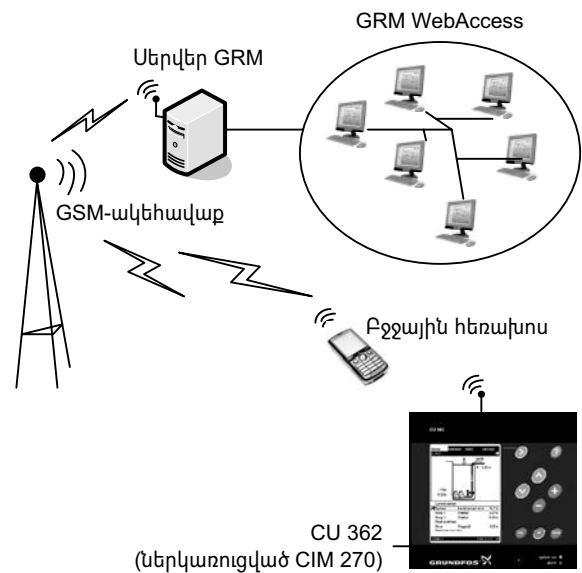 GRM WebAccess
Սերվեր GRM
GSM-ակեհավաք
Բջջային հեռախոս
CU 362
(ներկառուցված CIM 270)
GRUNDFOS